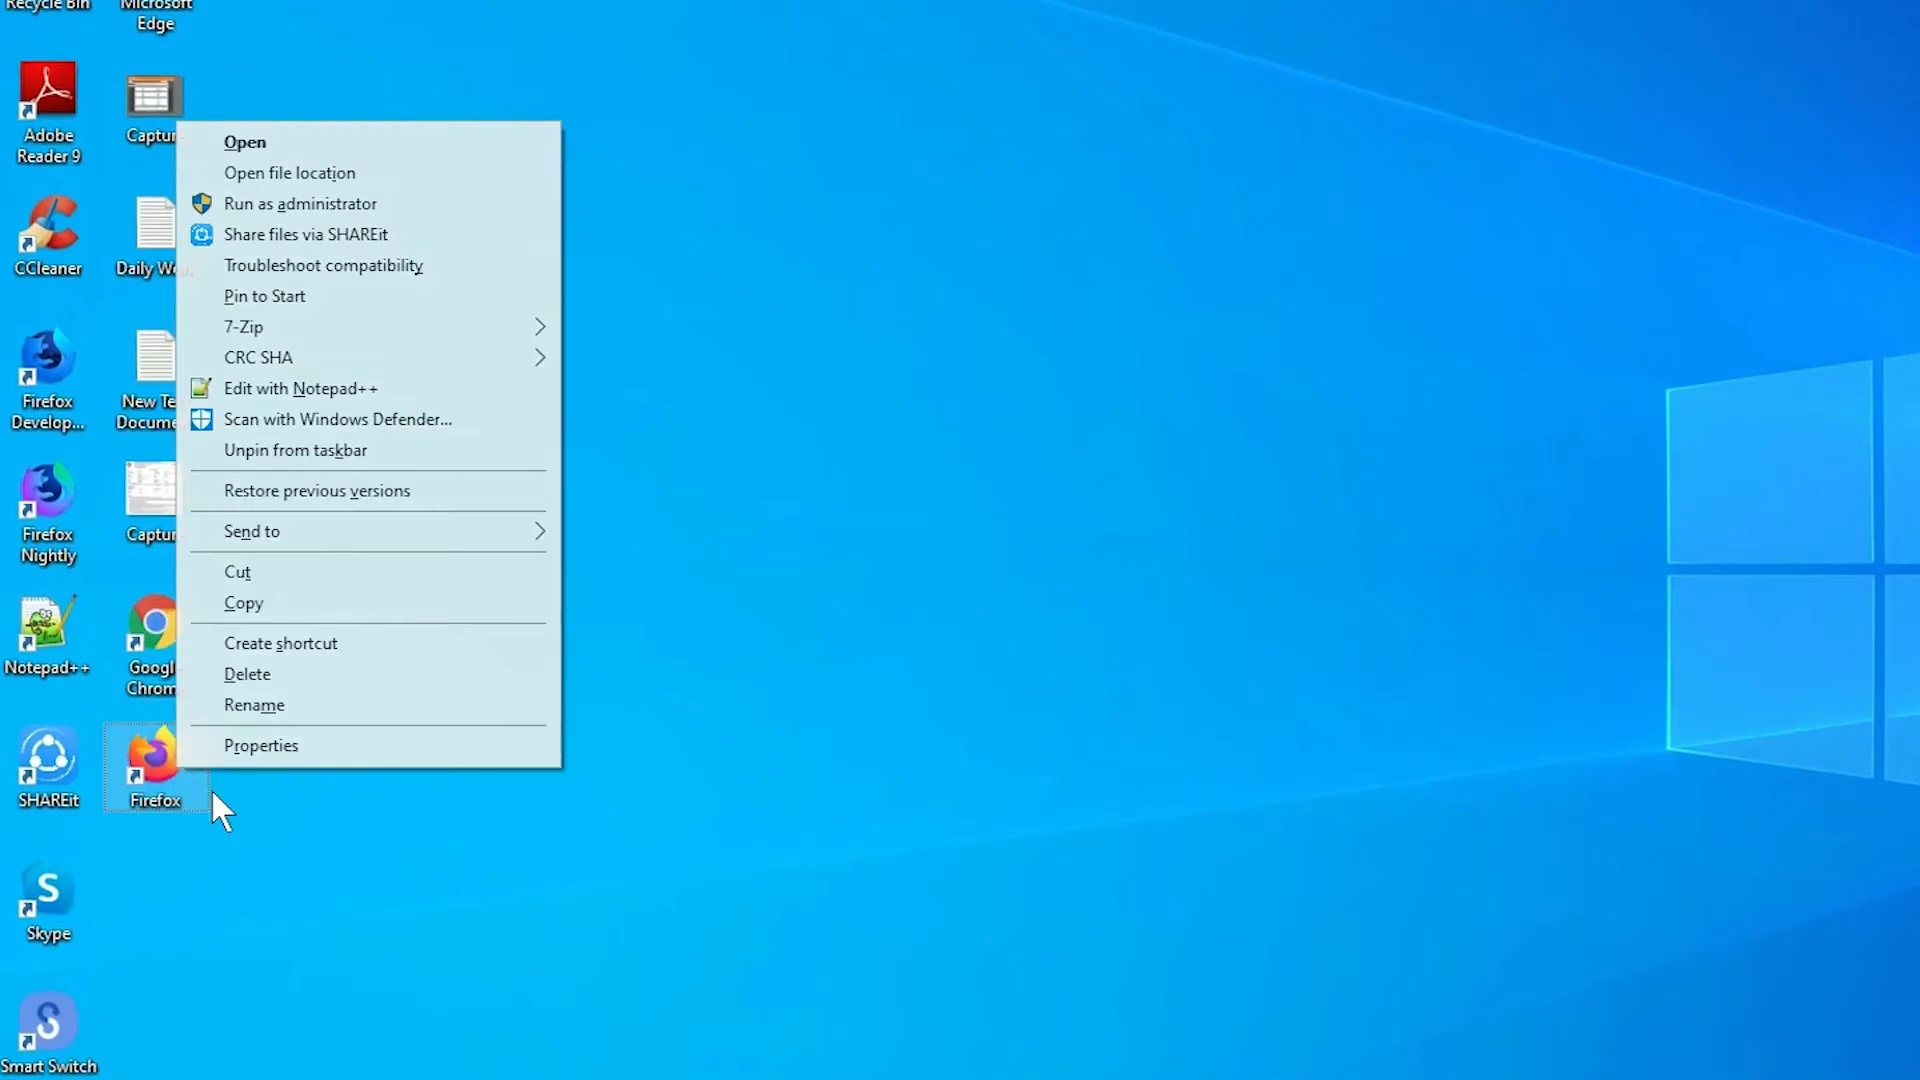 Recycle Bin
Microsoft
Edge
Adobe
Reader 9
Captur
CCleaner
Daily Wo
Firefox
Develop...
New Te
Docume
Firefox
Nightly
Captur
Notepad++
Googl
Chrom
SHAREit
Firefox
Skype
Smart Switch
Open
Open file location
Run as administrator
Share files via SHAREit
Troubleshoot compatibility
Pin to Start
7-Zip
CRC SHA
Edit with Notepad++
Scan with Windows Defender...
Unpin from taskbar
Restore previous versions
Send to
Cut
Copy
Create shortcut
Delete
Rename
Properties